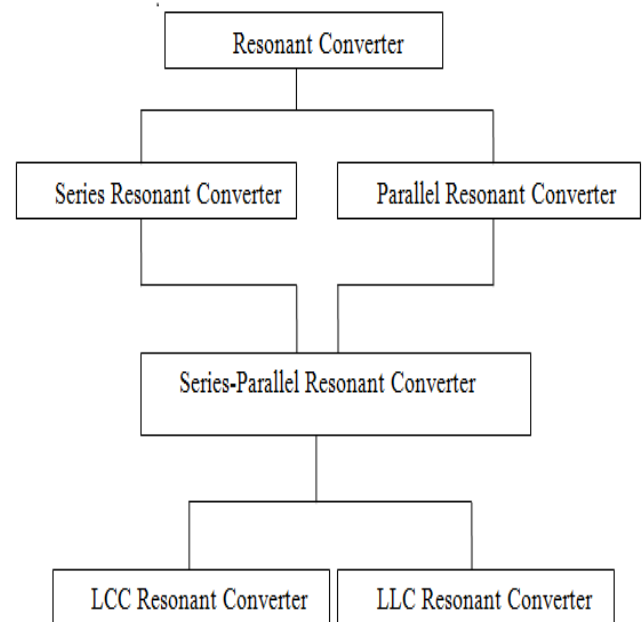 Resonant Converter
Series Resonant Converter
Parallel Resonant Converter
Series-Parallel Resonant Converter
LCC Resonant Converter
LLC Resonant Converter